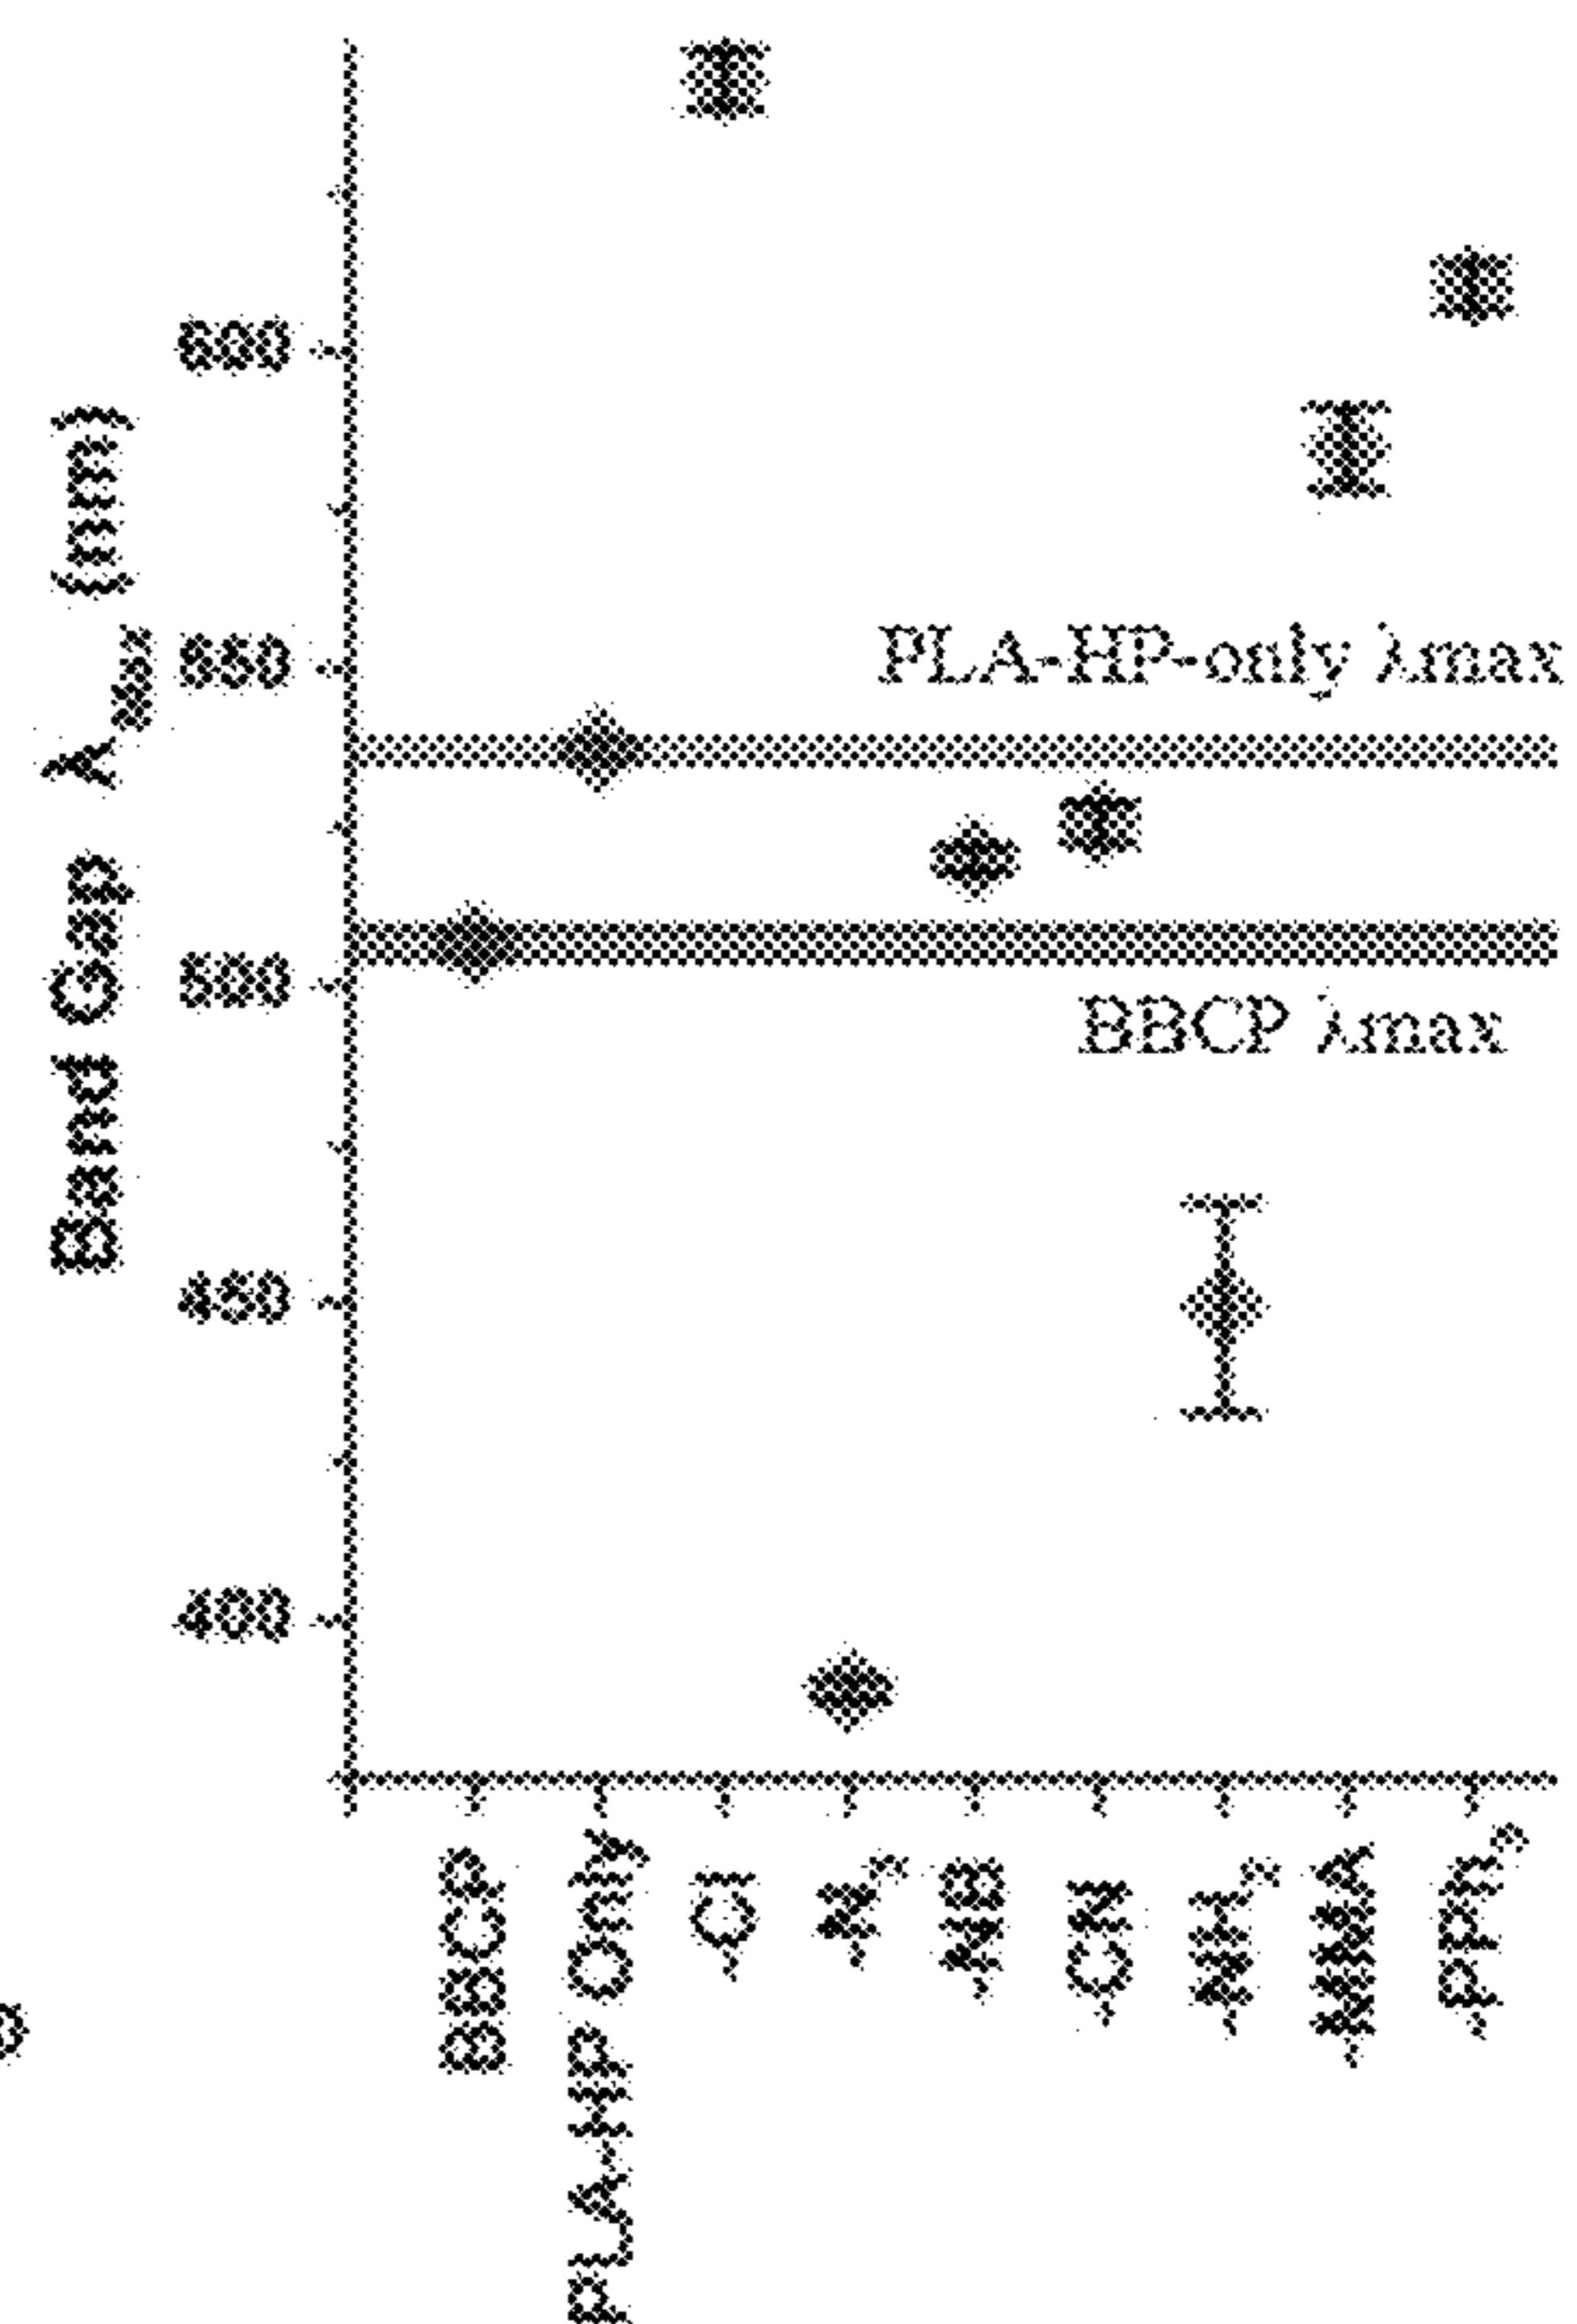 Band Gap λmax (nm)
600
550
500
450
400
PLA-HP-only λmax
BBCP λmax
BBCP
PLA-HP Only
-Cl
-CN